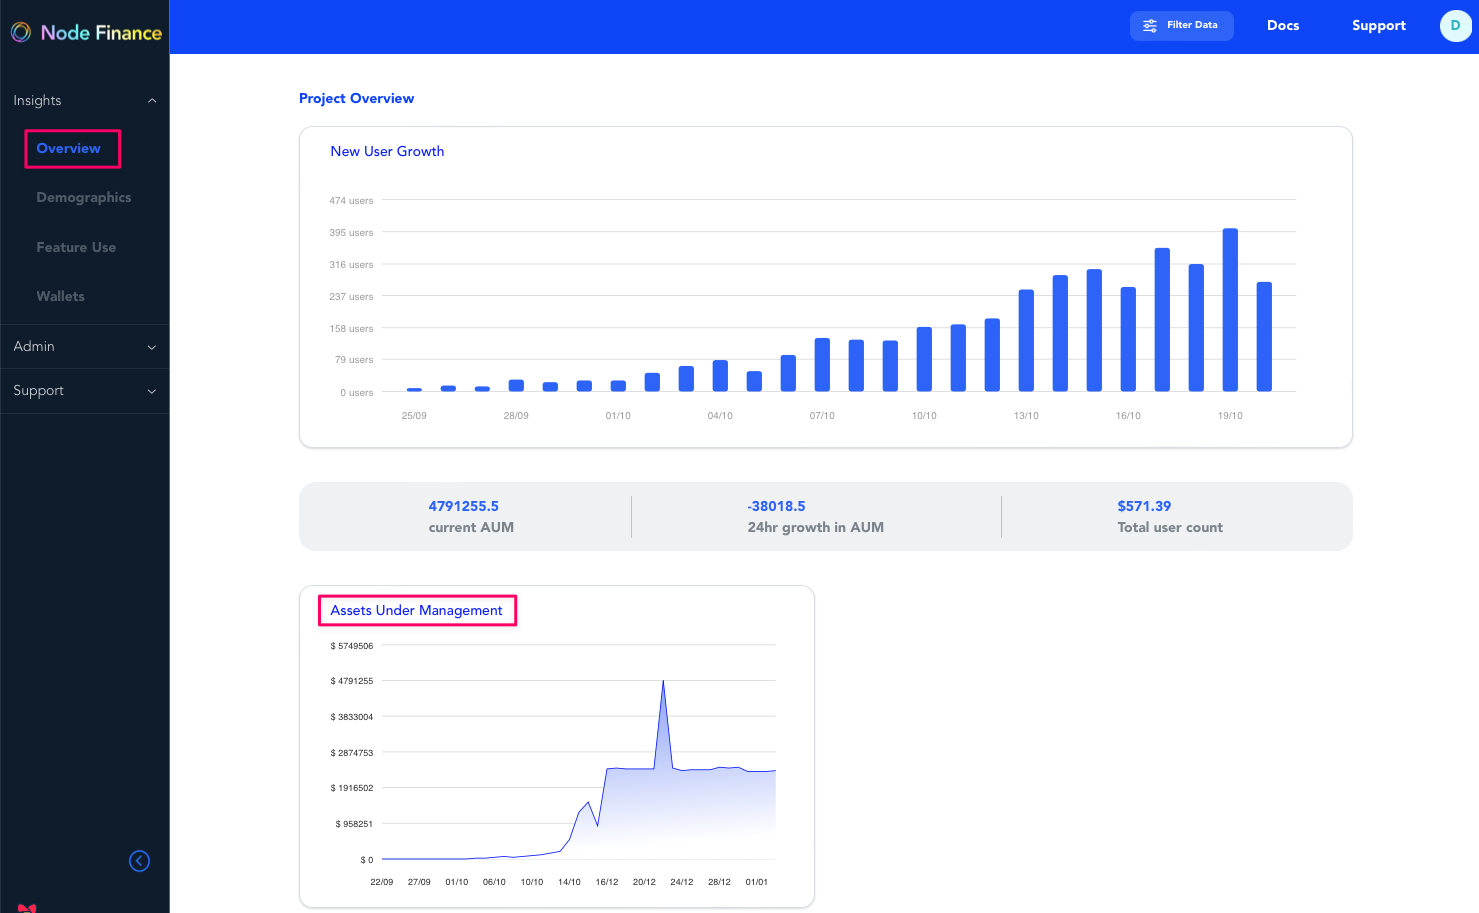 Node Finance
Filter Data
Docs
Support
D
Insights
Overview
Demographics
Feature Use
Wallets
Admin
Support
Project Overview
New User Growth
474 users
395 users
316 users
237 users
158 users
79 users
0 users
25/09 28/09 01/10 04/10 07/10 10/10 13/10 16/10 19/10
4791255.5
current AUM
-38018.5
24hr growth in AUM
$571.39
Total user count
Assets Under Management
$ 5749506
$ 4791255
$ 3833004
$ 2874753
$ 1916502
$ 958251
$ 0
22/09 27/09 01/10 06/10 10/10 14/10 16/12 20/12 24/12 28/12 01/01